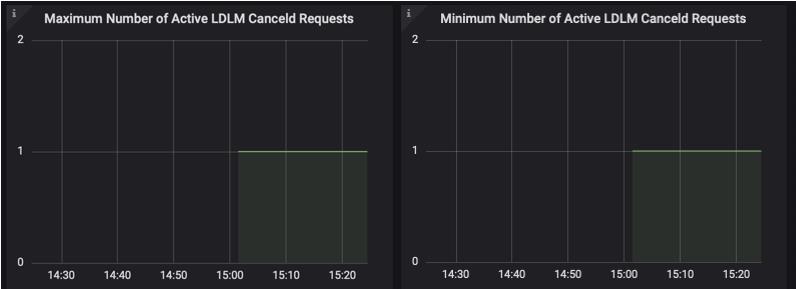 i
Maximum Number of Active LDLM Canceld Requests
2
1
0
14:30 14:40 14:50 15:00 15:10 15:20
i
Minimum Number of Active LDLM Canceld Requests
2
1
0
14:30 14:40 14:50 15:00 15:10 15:20